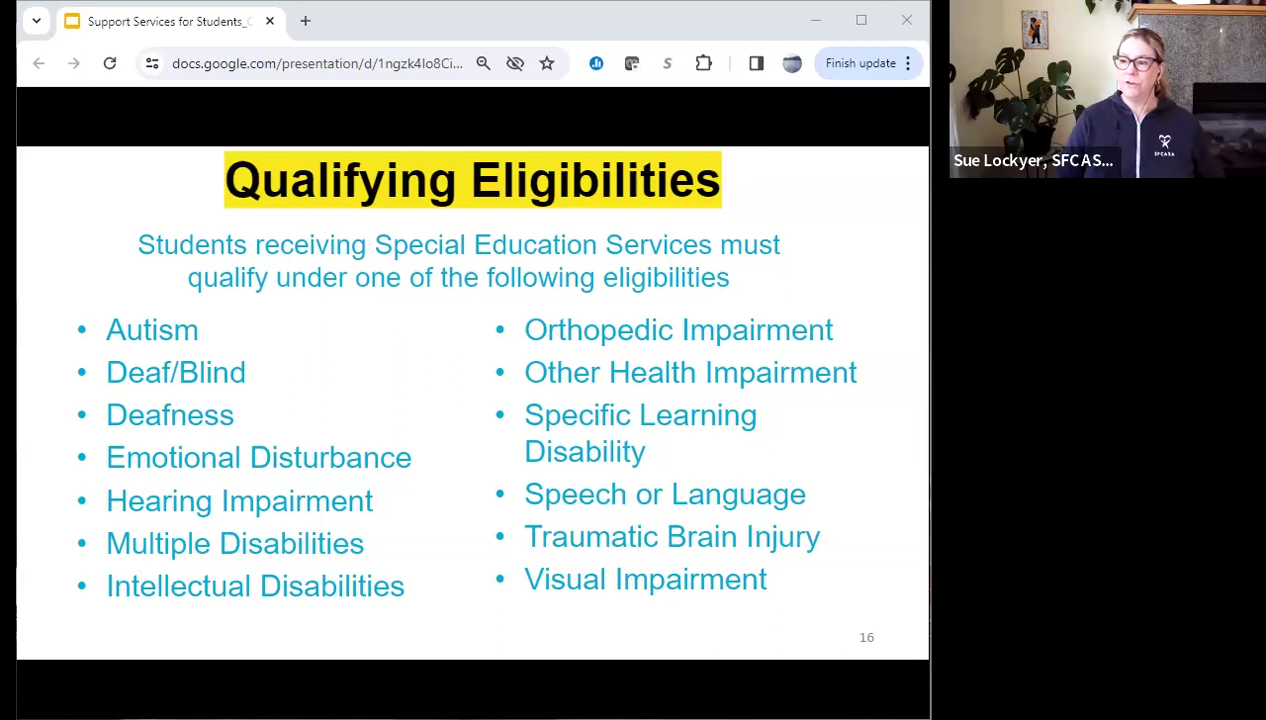 Support Services for Students_
docs.google.com/presentation/d/1ngzk4lo8Ci...
Finish update
Qualifying Eligibilities
Students receiving Special Education Services must
qualify under one of the following eligibilities
• Autism
• Deaf/Blind
• Deafness
• Emotional Disturbance
• Hearing Impairment
• Multiple Disabilities
• Intellectual Disabilities
• Orthopedic Impairment
• Other Health Impairment
• Specific Learning
Disability
• Speech or Language
• Traumatic Brain Injury
• Visual Impairment
16
Sue Lockyer, SFCAS...
SFCASA